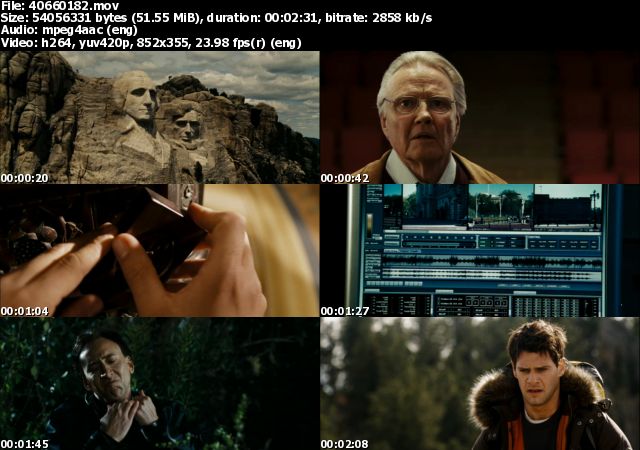 File: 40660182.mov
Size: 54056331 bytes (51.55 MiB), duration: 00:02:31, bitrate: 2858 kb/s
Audio: mpeg4aac (eng)
Video: h264, yuv420p, 852x355, 23.98 fps(r) (eng)
00:00:20
00:00:42
00:01:04
00:01:27
00:01:45
00:02:08